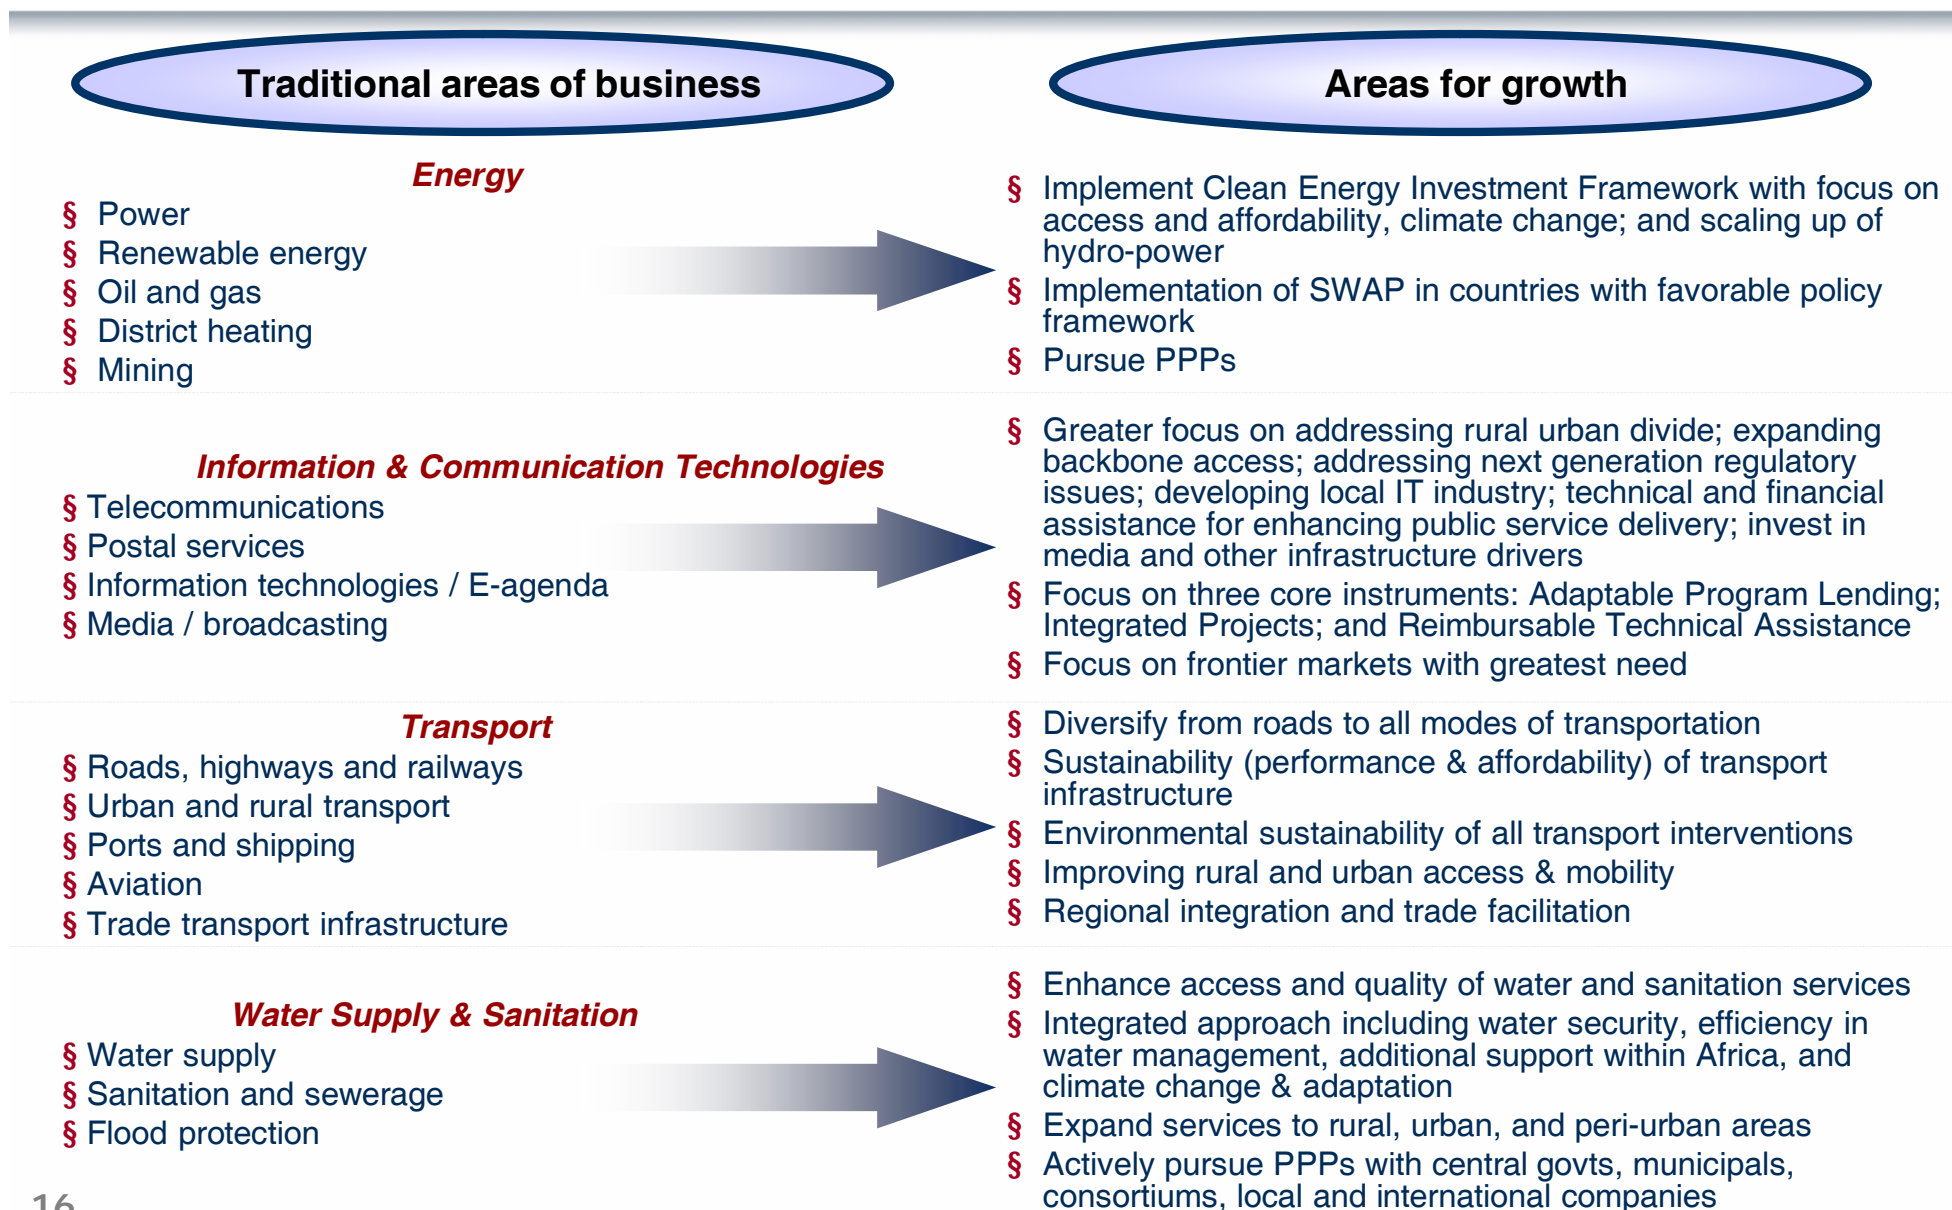 Traditional areas of business
Areas for growth
Energy
§ Power
§ Renewable energy
§ Oil and gas
§ District heating
§ Mining
§ Implement Clean Energy Investment Framework with focus on
access and affordability, climate change; and scaling up of
hydro-power
§ Implementation of SWAP in countries with favorable policy
framework
§ Pursue PPPs
Information & Communication Technologies
§ Telecommunications
§ Postal services
§ Information technologies / E-agenda
§ Media / broadcasting
§ Greater focus on addressing rural urban divide; expanding
backbone access; addressing next generation regulatory
issues; developing local IT industry; technical and financial
assistance for enhancing public service delivery; invest in
media and other infrastructure drivers
§ Focus on three core instruments: Adaptable Program Lending;
Integrated Projects; and Reimbursable Technical Assistance
§ Focus on frontier markets with greatest need
Transport
§ Roads, highways and railways
§ Urban and rural transport
§ Ports and shipping
§ Aviation
§ Trade transport infrastructure
§ Diversify from roads to all modes of transportation
§ Sustainability (performance & affordability) of transport
infrastructure
§ Environmental sustainability of all transport interventions
§ Improving rural and urban access & mobility
§ Regional integration and trade facilitation
Water Supply & Sanitation
§ Water supply
§ Sanitation and sewerage
§ Flood protection
§ Enhance access and quality of water and sanitation services
§ Integrated approach including water security, efficiency in
water management, additional support within Africa, and
climate change & adaptation
§ Expand services to rural, urban, and peri-urban areas
§ Actively pursue PPPs with central govts, municipals,
consortiums, local and international companies
16